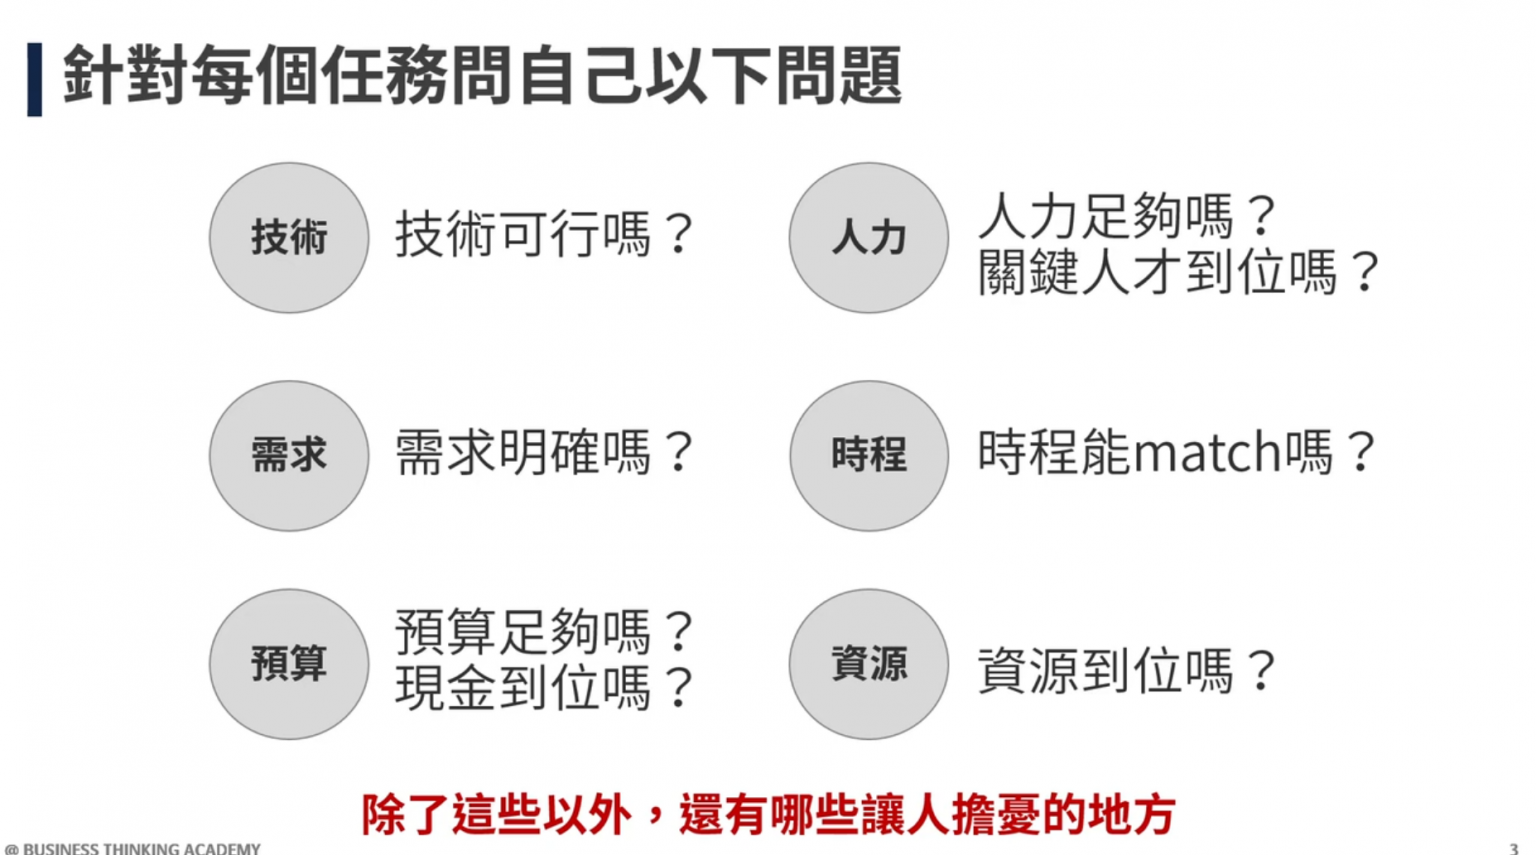 針對每個任務問自己以下問題
技術
技術可行嗎？
人力
人力足夠嗎？
關鍵人才到位嗎？
需求
需求明確嗎？
時程
時程能match嗎？
預算
預算足夠嗎？
現金到位嗎？
資源
資源到位嗎？
除了這些以外，還有哪些讓人擔憂的地方
@ BUSINESS THINKING ACADEMY
3